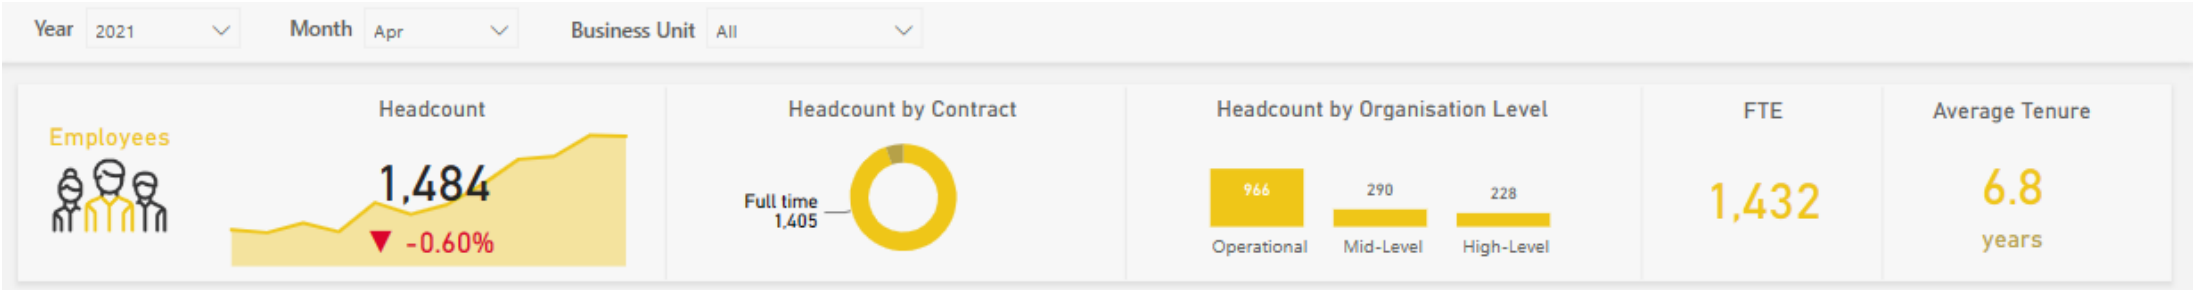 Year 2021 Month Apr Business Unit All
Employees
Headcount
1,484
▼ -0.60%
Headcount by Contract
Full time
1,405
Headcount by Organisation Level
966 290 228
Operational Mid-Level High-Level
FTE
1,432
Average Tenure
6.8
years